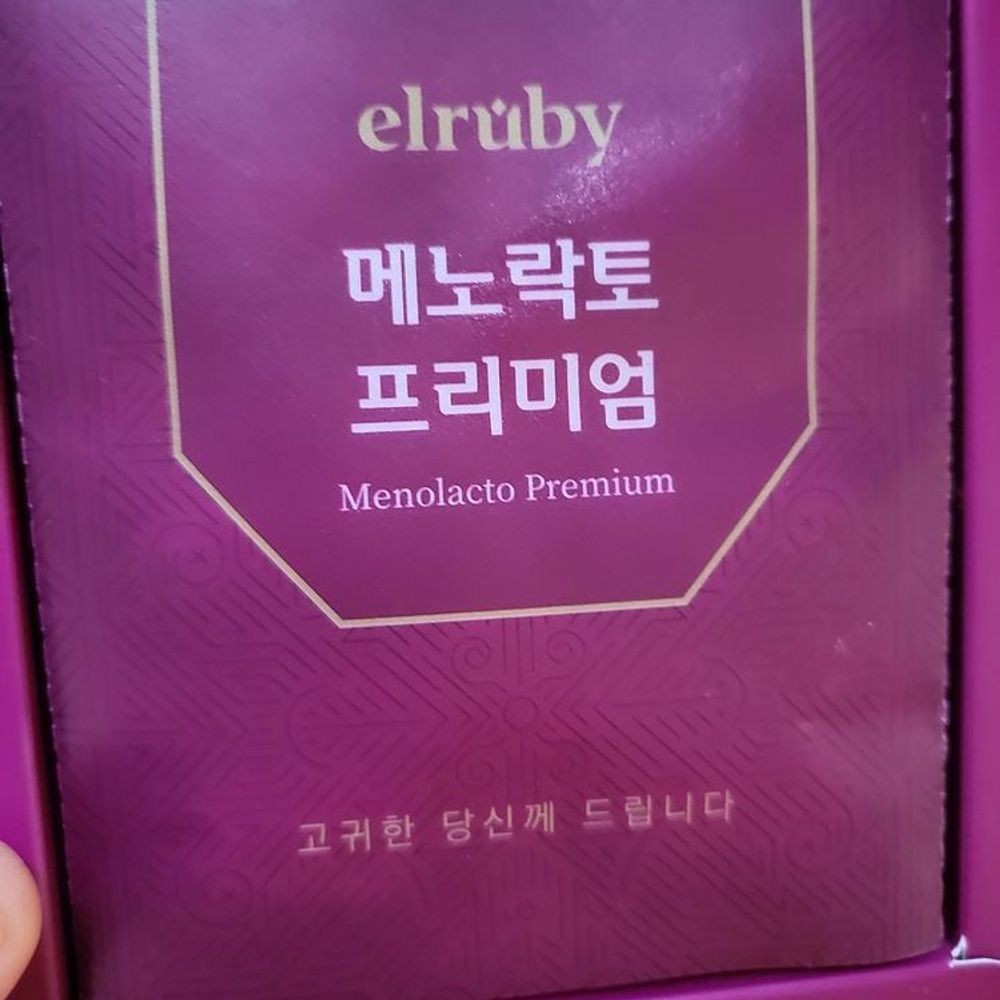 elruby
메노락토
프리미엄
Menolacto Premium
고귀한 당신께 드립니다